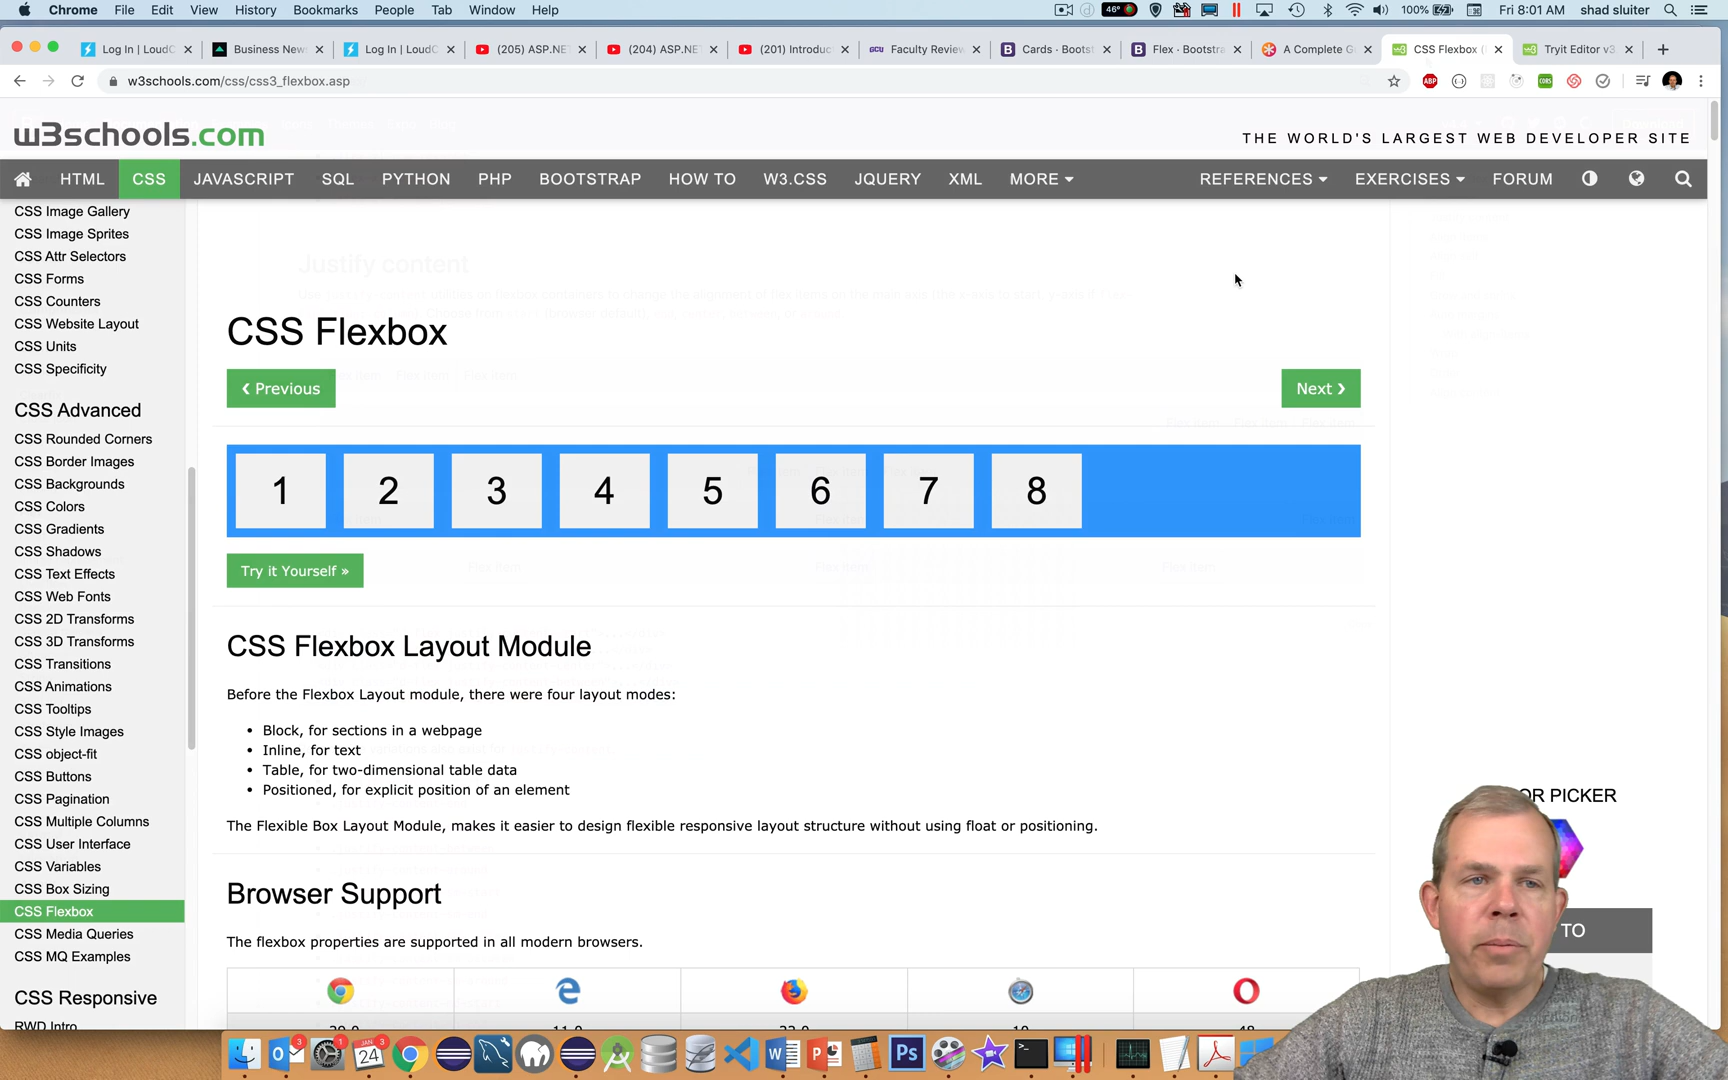 Chrome File Edit View History Bookmarks People Tab Window Help 46° 100% Fri 8:01 AM shad sluiter
Log In | LoudC Business New Log In | LoudC (205) ASP.NE (204) ASP.NE (201) Introduc Faculty Review Cards · Bootst Flex · Bootstra A Complete G CSS Flexbox ( Tryit Editor v3
w3schools.com/css/css3_flexbox.asp
w3schools.com
THE WORLD'S LARGEST WEB DEVELOPER SITE
HTML CSS JAVASCRIPT SQL PYTHON PHP BOOTSTRAP HOW TO W3.CSS JQUERY XML MORE REFERENCES EXERCISES FORUM
CSS Image Gallery
CSS Image Sprites
CSS Attr Selectors
CSS Forms
CSS Counters
CSS Website Layout
CSS Units
CSS Specificity
CSS Advanced
CSS Rounded Corners
CSS Border Images
CSS Backgrounds
CSS Colors
CSS Gradients
CSS Shadows
CSS Text Effects
CSS Web Fonts
CSS 2D Transforms
CSS 3D Transforms
CSS Transitions
CSS Animations
CSS Tooltips
CSS Style Images
CSS object-fit
CSS Buttons
CSS Pagination
CSS Multiple Columns
CSS User Interface
CSS Variables
CSS Box Sizing
CSS Flexbox
CSS Media Queries
CSS MQ Examples
CSS Responsive
RWD Intro
Justify content
CSS Flexbox
❮ Previous
Next ❯
1 2 3 4 5 6 7 8
Try it Yourself »
CSS Flexbox Layout Module
Before the Flexbox Layout module, there were four layout modes:
• Block, for sections in a webpage
• Inline, for text
• Table, for two-dimensional table data
• Positioned, for explicit position of an element
The Flexible Box Layout Module, makes it easier to design flexible responsive layout structure without using float or positioning.
Browser Support
The flexbox properties are supported in all modern browsers.
OR PICKER
TO